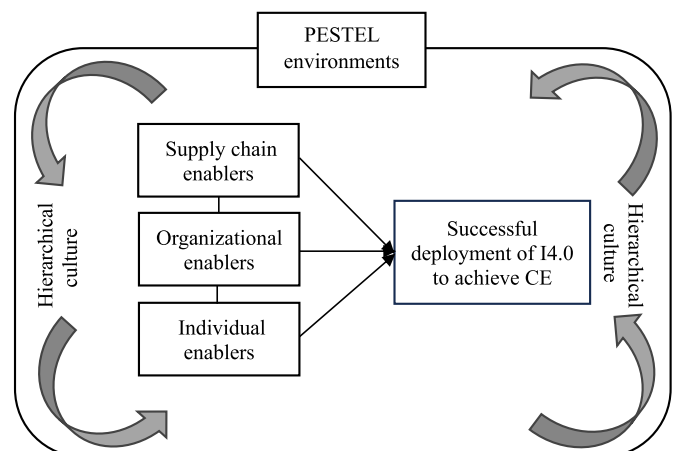 PESTEL
environments
Supply chain
enablers
Organizational
enablers
Individual
enablers
Successful
deployment of I4.0
to achieve CE
Hierarchical
culture
Hierarchical
culture